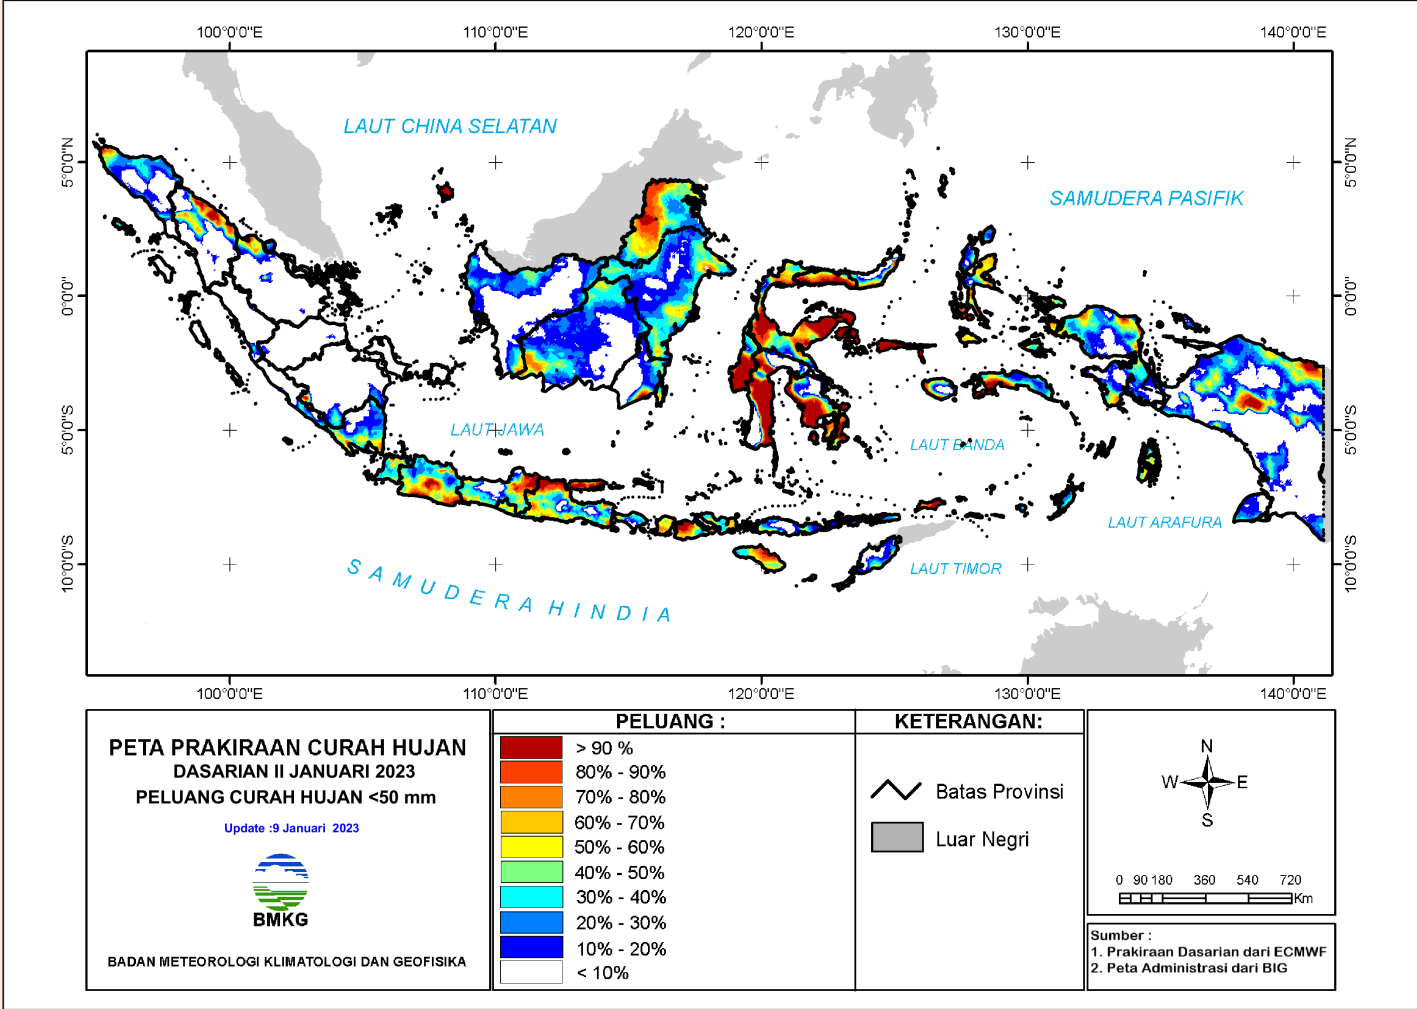 100°0'0"E 110°0'0"E 120°0'0"E 130°0'0"E 140°0'0"E
5°0'0"N 5°0'0"N
LAUT CHINA SELATAN
SAMUDERA PASIFIK
0°0'0" 0°0'0"
5°0'0"S 5°0'0"S
LAUT JAWA
LAUT BANDA
LAUT ARAFURA
10°0'0"S 10°0'0"S
LAUT TIMOR
SAMUDERA HINDIA
100°0'0"E 110°0'0"E 120°0'0"E 130°0'0"E 140°0'0"E
PETA PRAKIRAAN CURAH HUJAN
DASARIAN II JANUARI 2023
PELUANG CURAH HUJAN <50 mm
Update :9 Januari 2023
BMKG
BADAN METEOROLOGI KLIMATOLOGI DAN GEOFISIKA
PELUANG :
> 90 %
80% - 90%
70% - 80%
60% - 70%
50% - 60%
40% - 50%
30% - 40%
20% - 30%
10% - 20%
< 10%
KETERANGAN:
Batas Provinsi
Luar Negri
N
W E
S
0 90 180 360 540 720
Km
Sumber :
1. Prakiraan Dasarian dari ECMWF
2. Peta Administrasi dari BIG